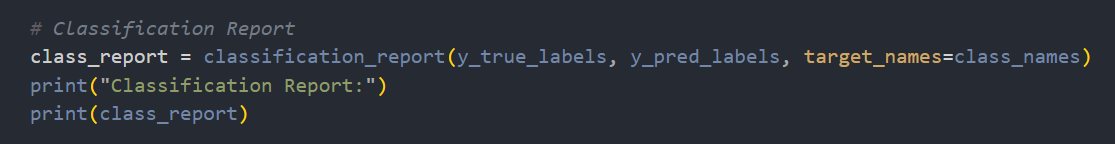 # Classification Report
class_report = classification_report(y_true_labels, y_pred_labels, target_names=class_names)
print("Classification Report:")
print(class_report)